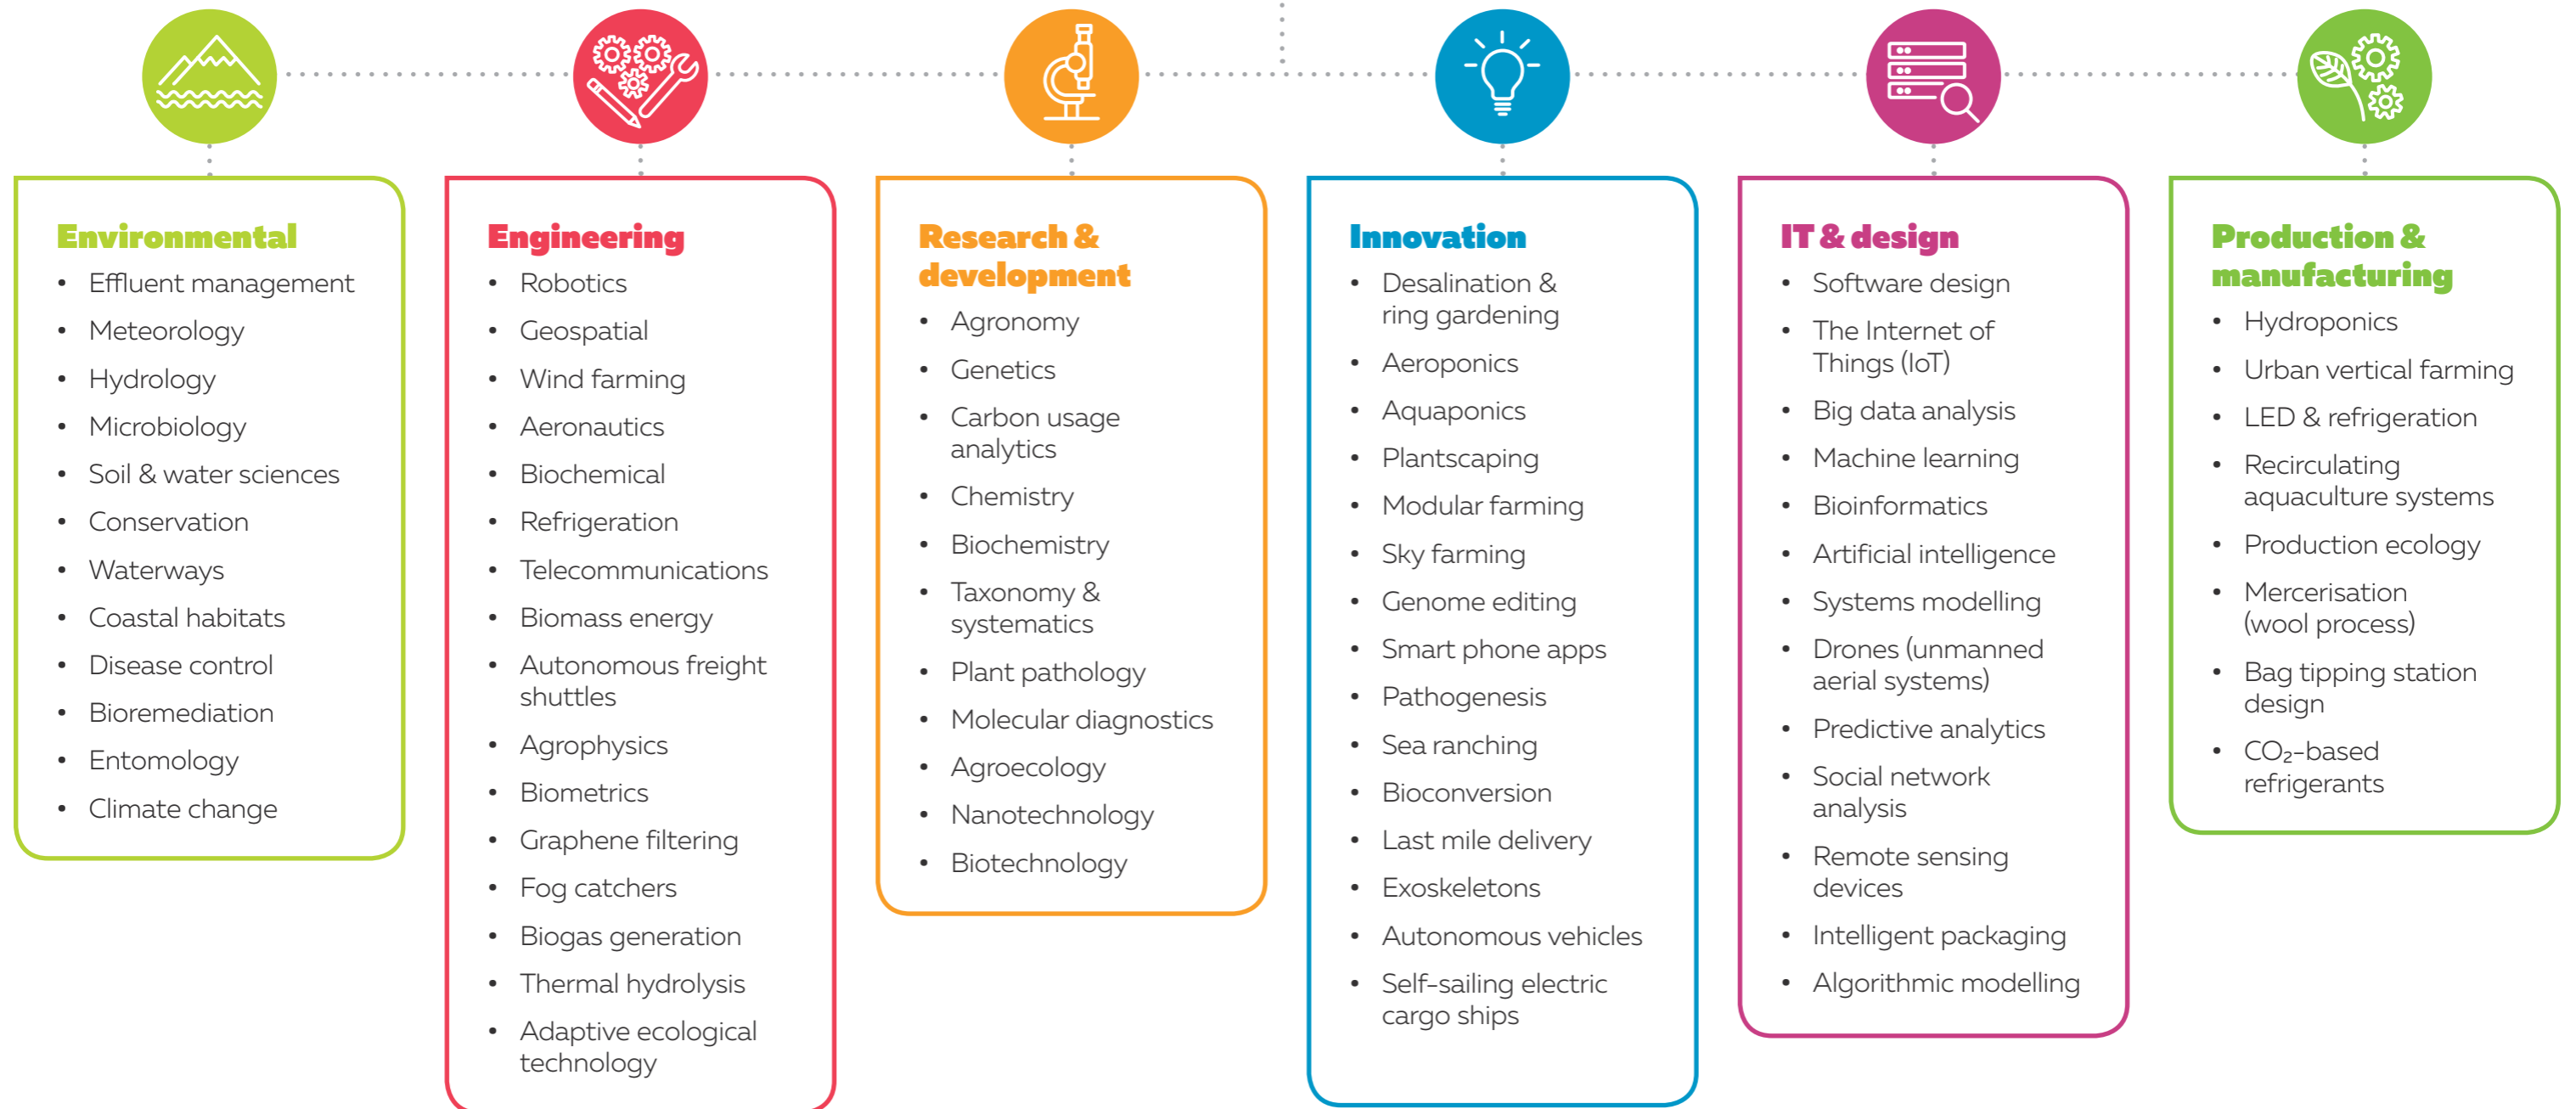 Environmental
• Effluent management
• Meteorology
• Hydrology
• Microbiology
• Soil & water sciences
• Conservation
• Waterways
• Coastal habitats
• Disease control
• Bioremediation
• Entomology
• Climate change
Engineering
• Robotics
• Geospatial
• Wind farming
• Aeronautics
• Biochemical
• Refrigeration
• Telecommunications
• Biomass energy
• Autonomous freight
shuttles
• Agrophysics
• Biometrics
• Graphene filtering
• Fog catchers
• Biogas generation
• Thermal hydrolysis
• Adaptive ecological
technology
Research &
development
• Agronomy
• Genetics
• Carbon usage
analytics
• Chemistry
• Biochemistry
• Taxonomy &
systematics
• Plant pathology
• Molecular diagnostics
• Agroecology
• Nanotechnology
• Biotechnology
Innovation
• Desalination &
ring gardening
• Aeroponics
• Aquaponics
• Plantscaping
• Modular farming
• Sky farming
• Genome editing
• Smart phone apps
• Pathogenesis
• Sea ranching
• Bioconversion
• Last mile delivery
• Exoskeletons
• Autonomous vehicles
• Self-sailing electric
cargo ships
IT & design
• Software design
• The Internet of
Things (IoT)
• Big data analysis
• Machine learning
• Bioinformatics
• Artificial intelligence
• Systems modelling
• Drones (unmanned
aerial systems)
• Predictive analytics
• Social network
analysis
• Remote sensing
devices
• Intelligent packaging
• Algorithmic modelling
Production &
manufacturing
• Hydroponics
• Urban vertical farming
• LED & refrigeration
• Recirculating
aquaculture systems
• Production ecology
• Mercerisation
(wool process)
• Bag tipping station
design
• CO₂-based
refrigerants